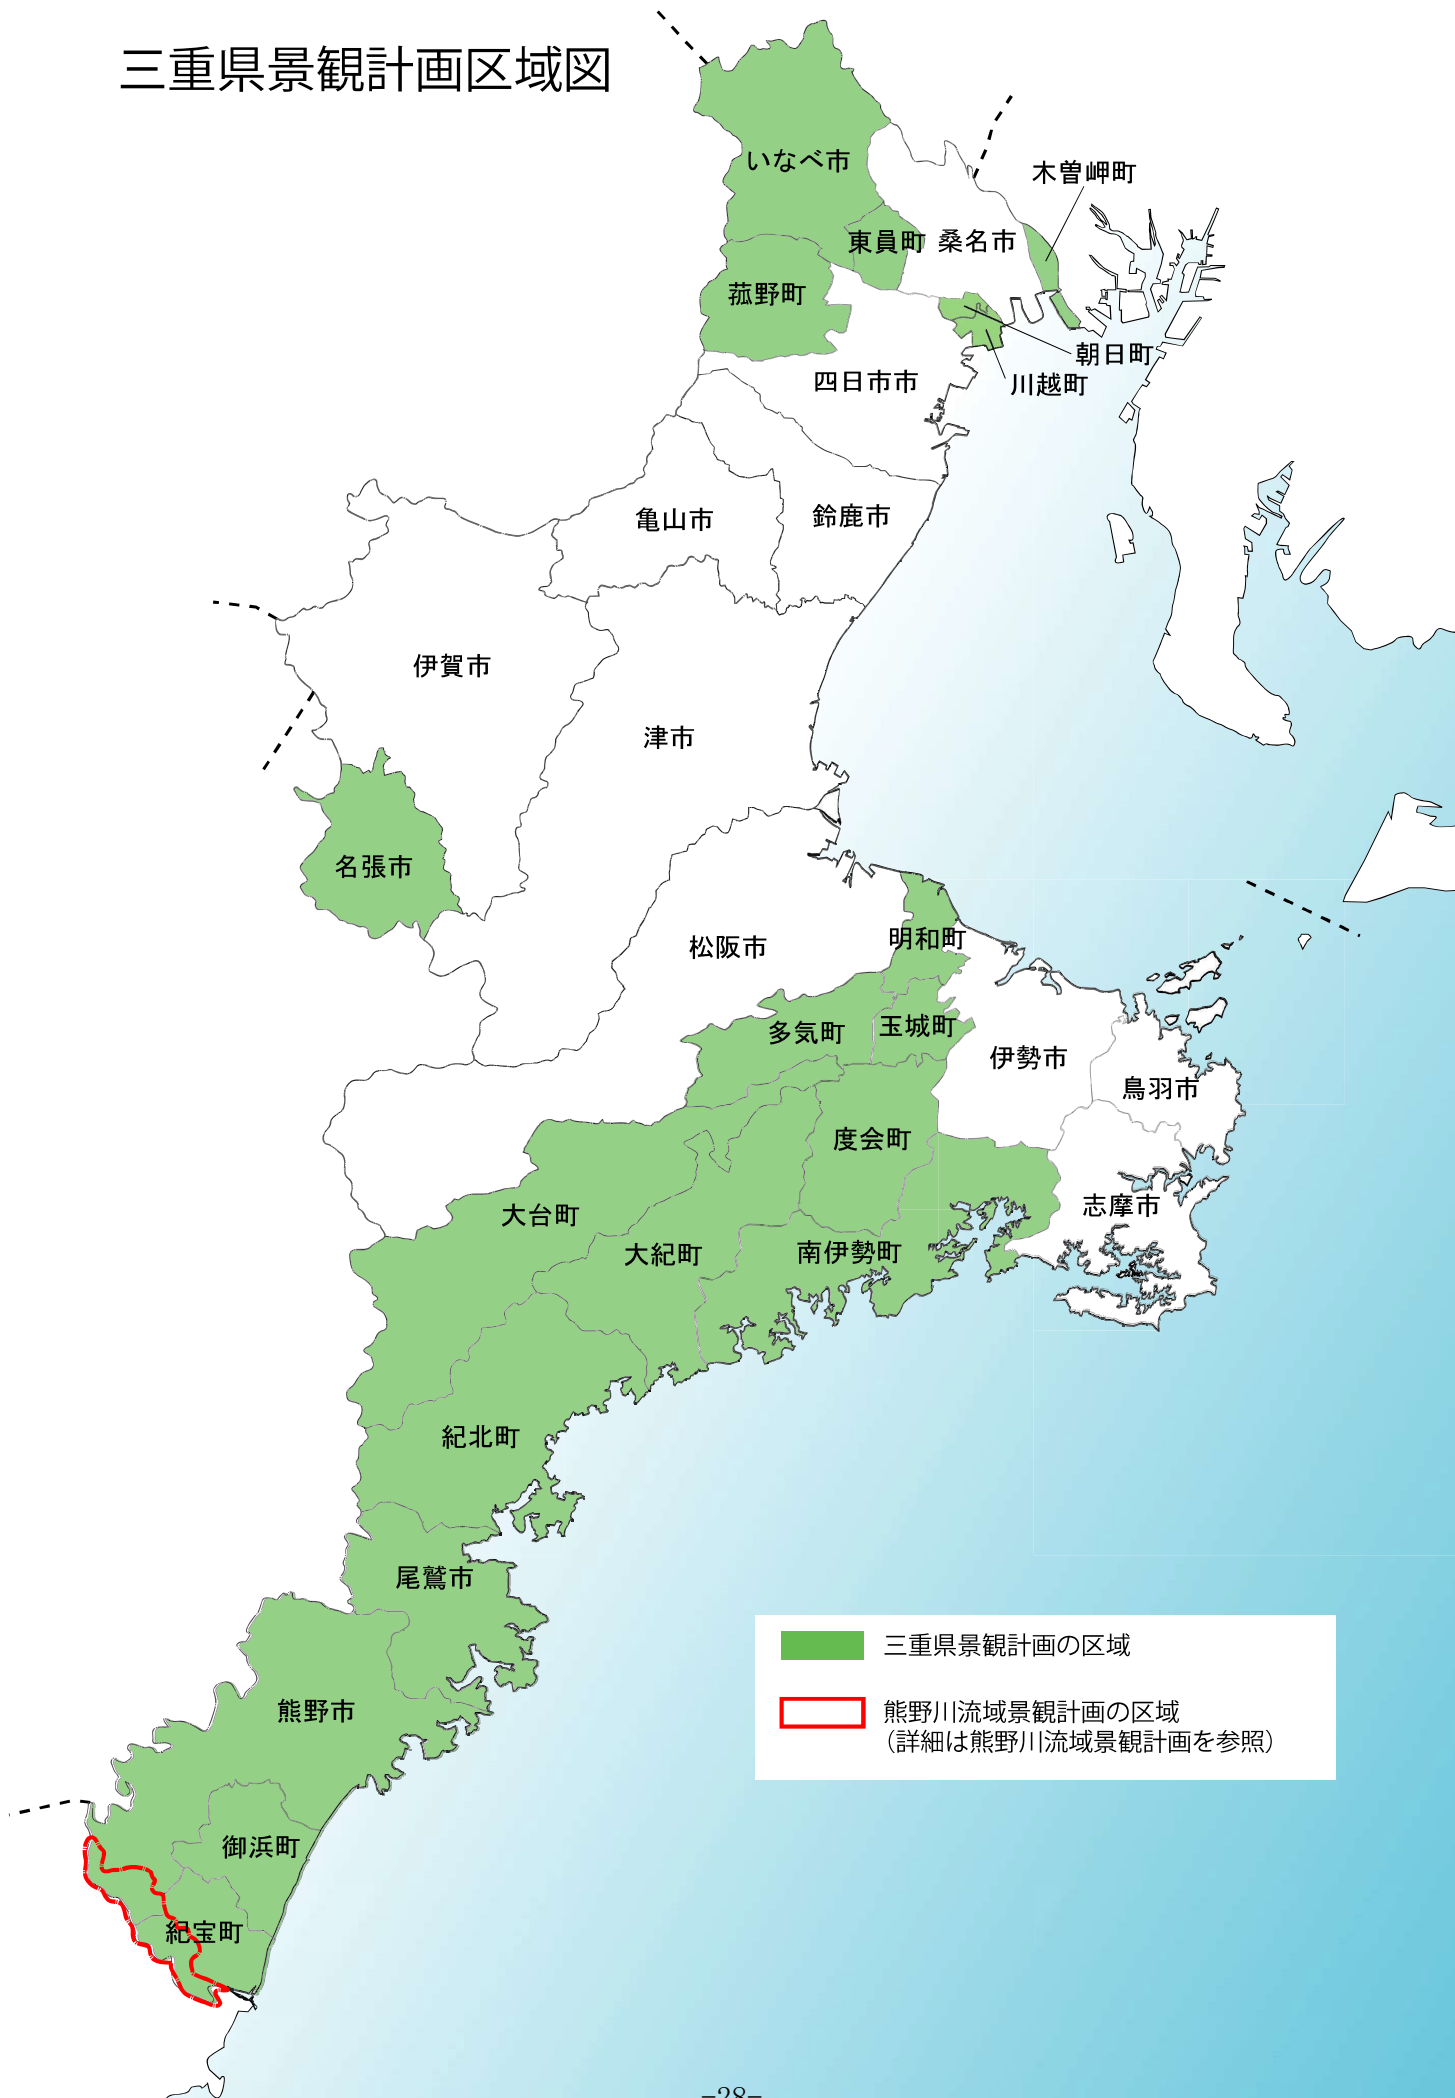 三重県景観計画区域図
いなべ市
木曽岬町
東員町
桑名市
菰野町
朝日町
川越町
四日市市
亀山市
鈴鹿市
伊賀市
津市
名張市
松阪市
明和町
多気町
玉城町
伊勢市
鳥羽市
度会町
志摩市
大台町
大紀町
南伊勢町
紀北町
尾鷲市
三重県景観計画の区域
熊野川流域景観計画の区域
（詳細は熊野川流域景観計画を参照）
熊野市
御浜町
紀宝町
-28-